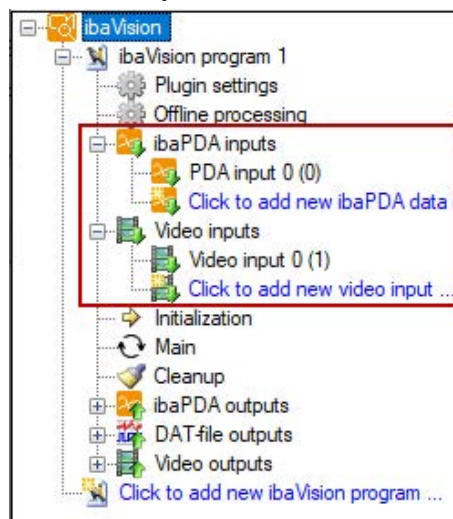 ibaVision
ibaVision program 1
Plugin settings
Offline processing
ibaPDA inputs
PDA input 0 (0)
Click to add new ibaPDA data
Video inputs
Video input 0 (1)
Click to add new video input ...
Initialization
Main
Cleanup
ibaPDA outputs
DAT-file outputs
Video outputs
Click to add new ibaVision program ...